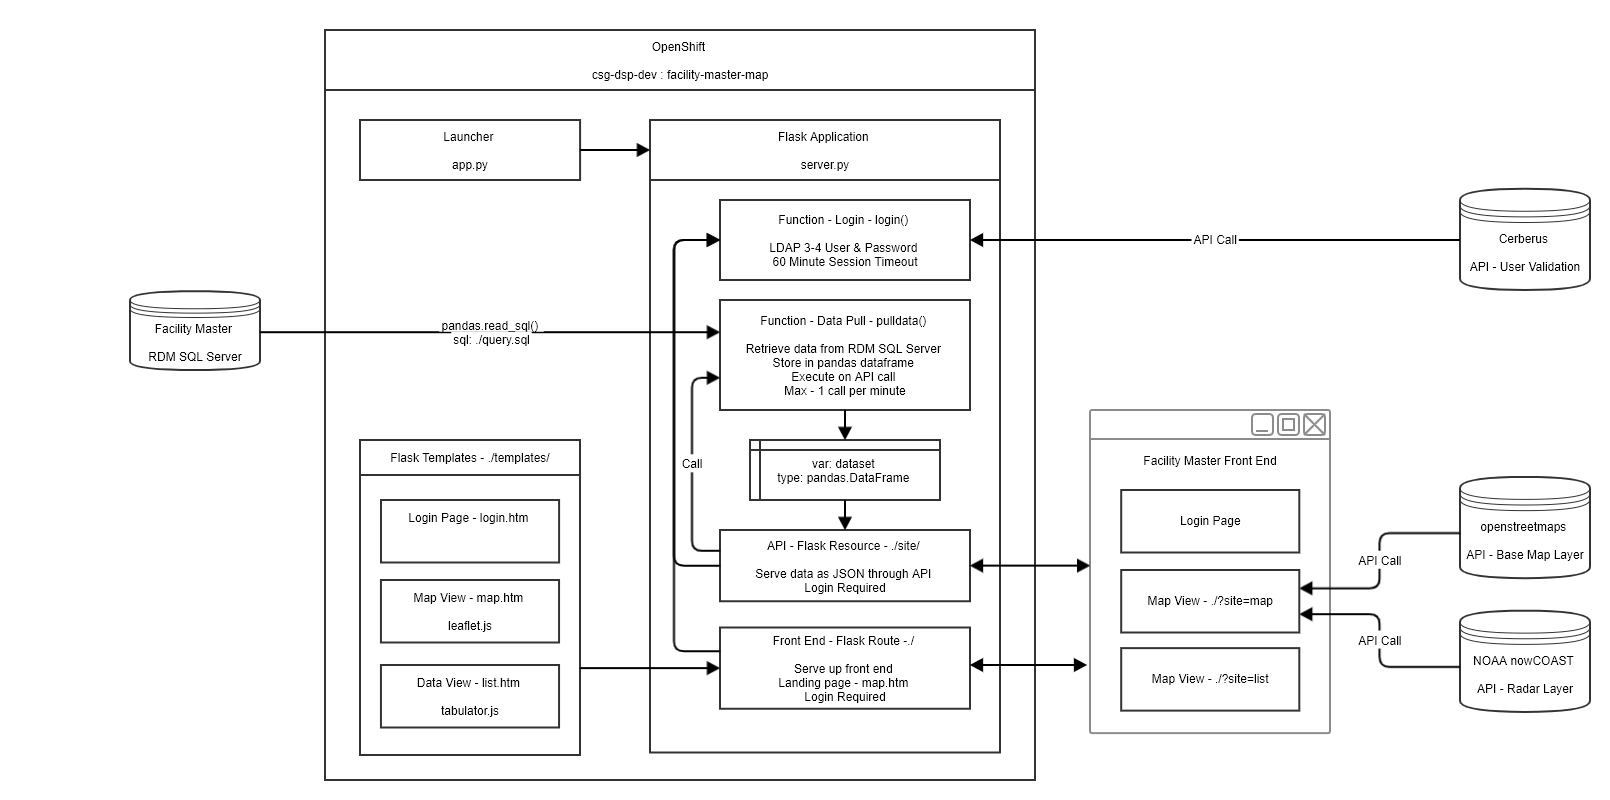 OpenShift
csg-dsp-dev : facility-master-map
Launcher
app.py
Flask Application
server.py
Function - Login - login()
LDAP 3-4 User & Password
60 Minute Session Timeout
API Call
Cerberus
API - User Validation
Facility Master
RDM SQL Server
pandas.read_sql()
sql: ./query.sql
Function - Data Pull - pulldata()
Retrieve data from RDM SQL Server
Store in pandas dataframe
Execute on API call
Max - 1 call per minute
Call
var: dataset
type: pandas.DataFrame
API - Flask Resource - ./site/
Serve data as JSON through API
Login Required
Front End - Flask Route -./
Serve up front end
Landing page - map.htm
Login Required
Flask Templates - ./templates/
Login Page - login.htm
Map View - map.htm
leaflet.js
Data View - list.htm
tabulator.js
Facility Master Front End
Login Page
Map View - ./?site=map
Map View - ./?site=list
API Call
openstreetmaps
API - Base Map Layer
API Call
NOAA nowCOAST
API - Radar Layer